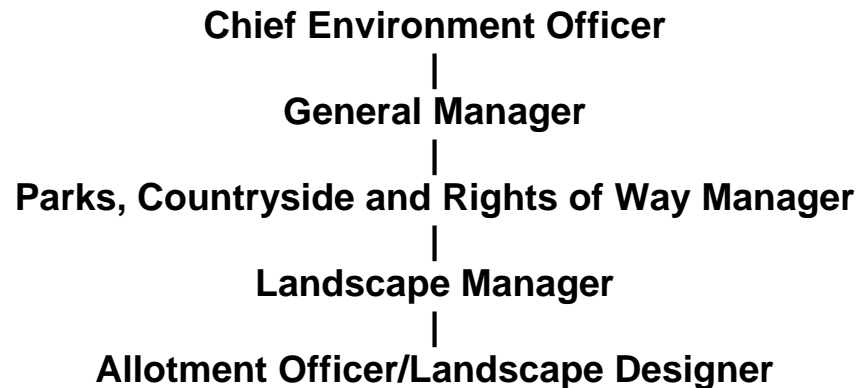 Chief Environment Officer
|
General Manager
|
Parks, Countryside and Rights of Way Manager
|
Landscape Manager
|
Allotment Officer/Landscape Designer